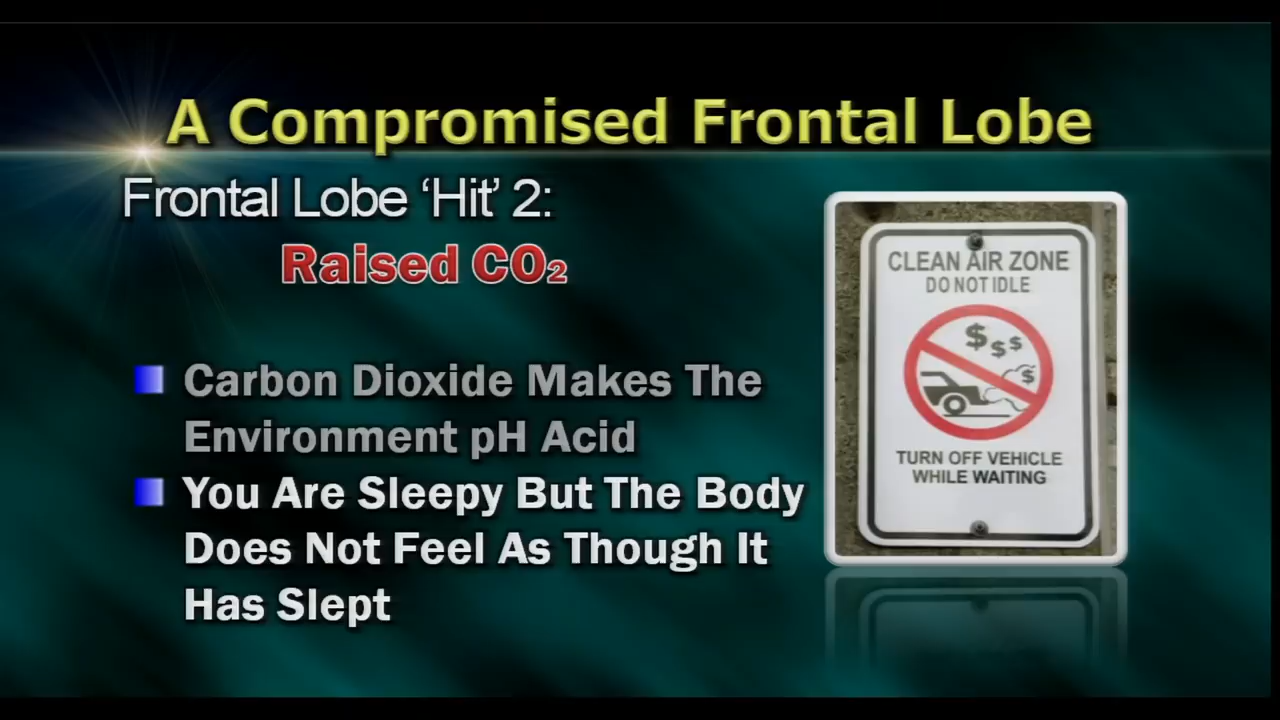 A Compromised Frontal Lobe
Frontal Lobe ‘Hit’ 2:
Raised CO₂
Carbon Dioxide Makes The
Environment pH Acid
You Are Sleepy But The Body
Does Not Feel As Though It
Has Slept
CLEAN AIR ZONE
DO NOT IDLE
$ $ $
$
TURN OFF VEHICLE
WHILE WAITING